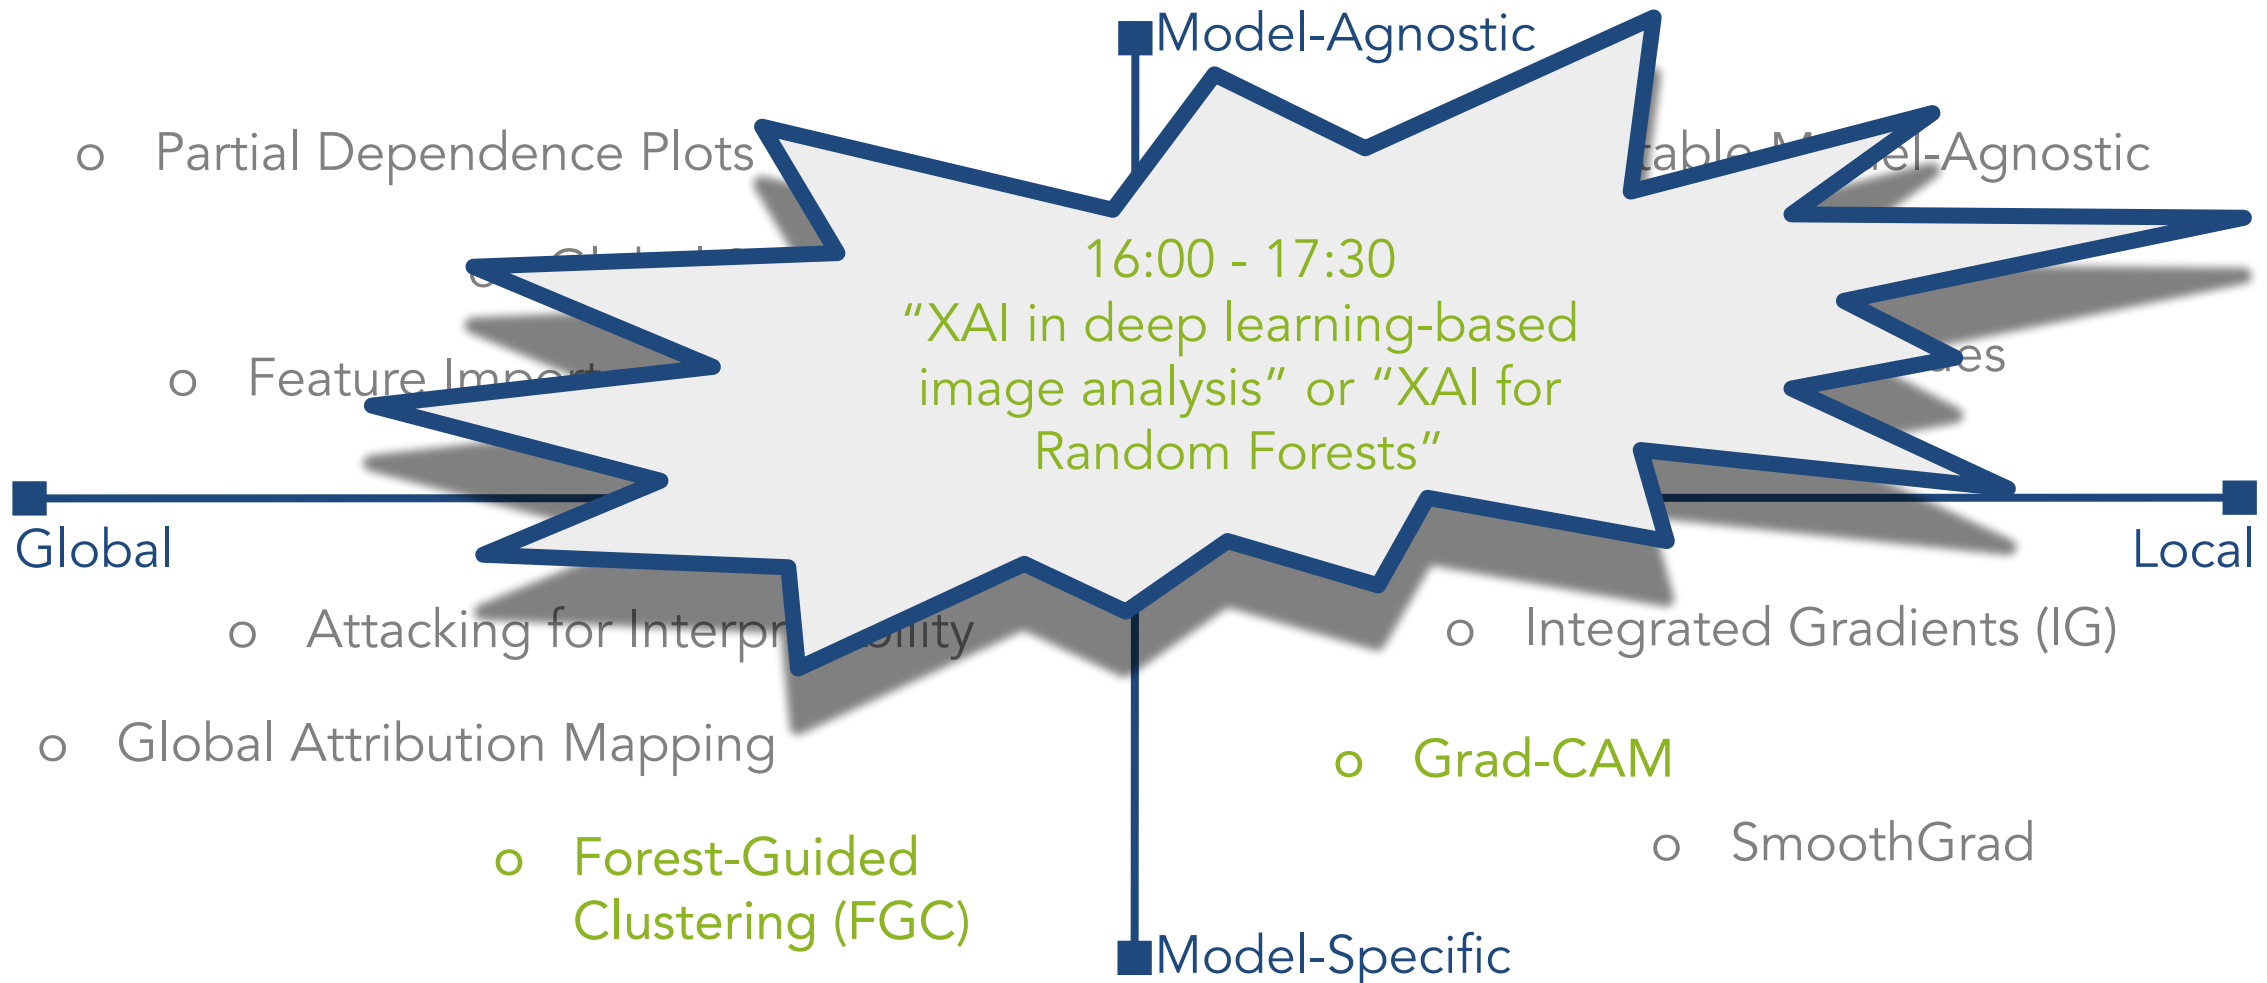 Model-Agnostic
o Partial Dependence Plots
Model-Agnostic
o
Feature
16:00 - 17:30
“XAI in deep learning-based
image analysis” or “XAI for
Random Forests”
Global
Local
o Attacking for
o Integrated Gradients (IG)
o Global Attribution Mapping
o Grad-CAM
o SmoothGrad
o Forest-Guided
Clustering (FGC)
Model-Specific